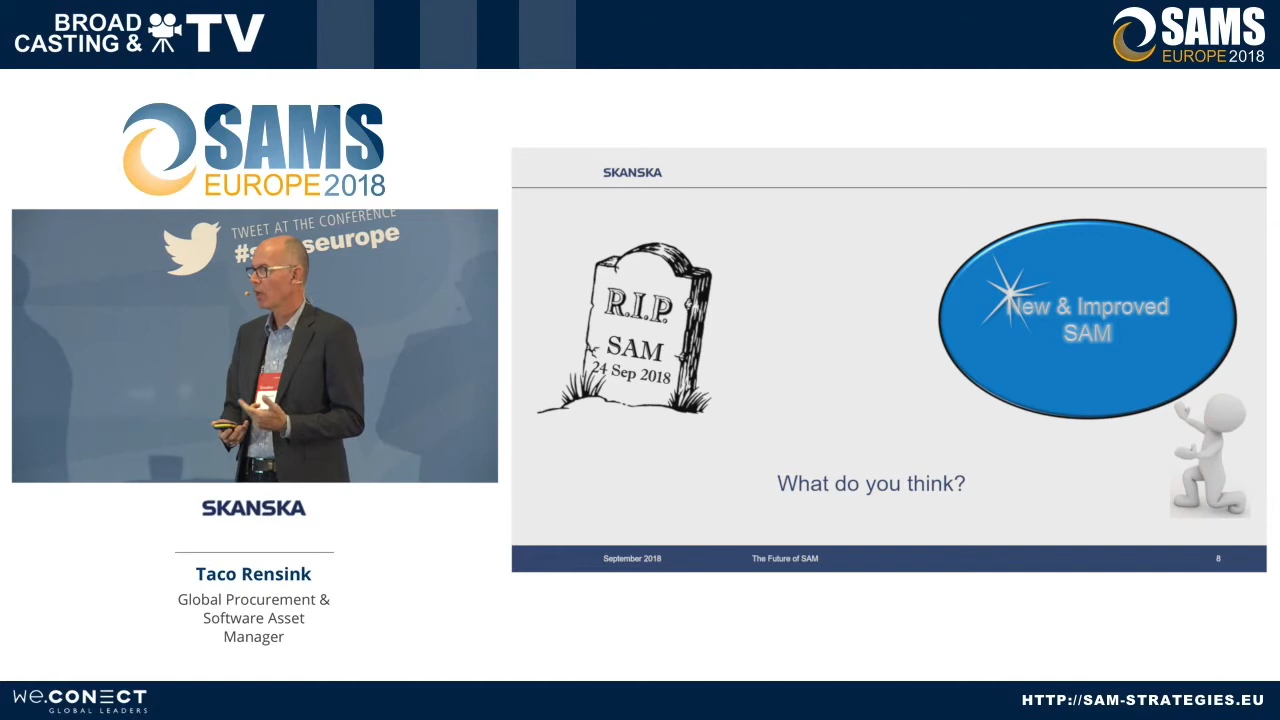 BROAD
CASTING &
TV
SAMS
EUROPE 2018
SAMS
EUROPE 2018
TWEET AT THE CONFERENCE
SKANSKA
Taco Rensink
Global Procurement &
Software Asset
Manager
SKANSKA
R.I.P.
SAM
24 Sep 2018
New & Improved
SAM
What do you think?
September 2018
The Future of SAM
8
we.CONECT
GLOBAL LEADERS
HTTP://SAM-STRATEGIES.EU